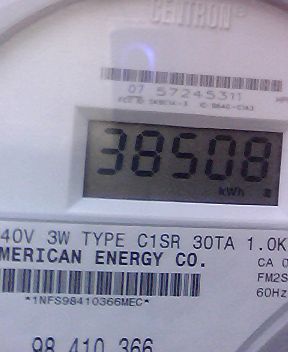 CENTRON®
07 57245311
38508
kWh
40V 3W TYPE C1SR 30TA 1.0K
MERICAN ENERGY CO.
CA 0
FM2S
60Hz
*1NFS98410366MEC*
98 410 366